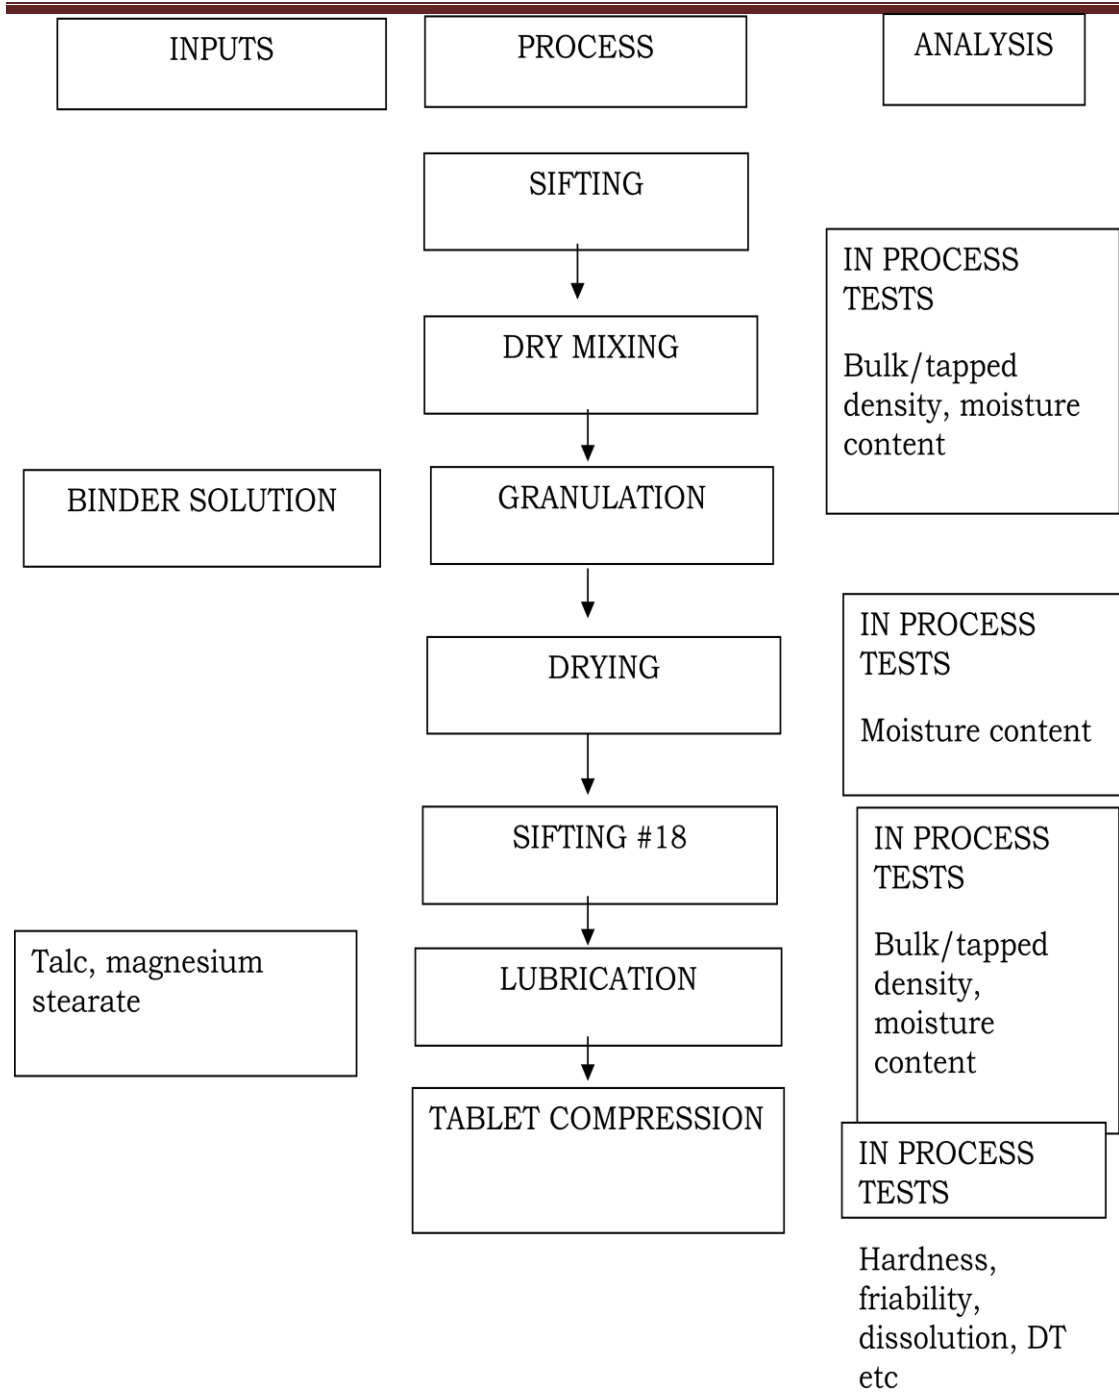 INPUTS
PROCESS
ANALYSIS
SIFTING
IN PROCESS
TESTS
Bulk/tapped
density, moisture
content
DRY MIXING
BINDER SOLUTION
GRANULATION
IN PROCESS
TESTS
Moisture content
DRYING
SIFTING #18
IN PROCESS
TESTS
Bulk/tapped
density,
moisture
content
Talc, magnesium
stearate
LUBRICATION
TABLET COMPRESSION
IN PROCESS
TESTS
Hardness,
friability,
dissolution, DT
etc